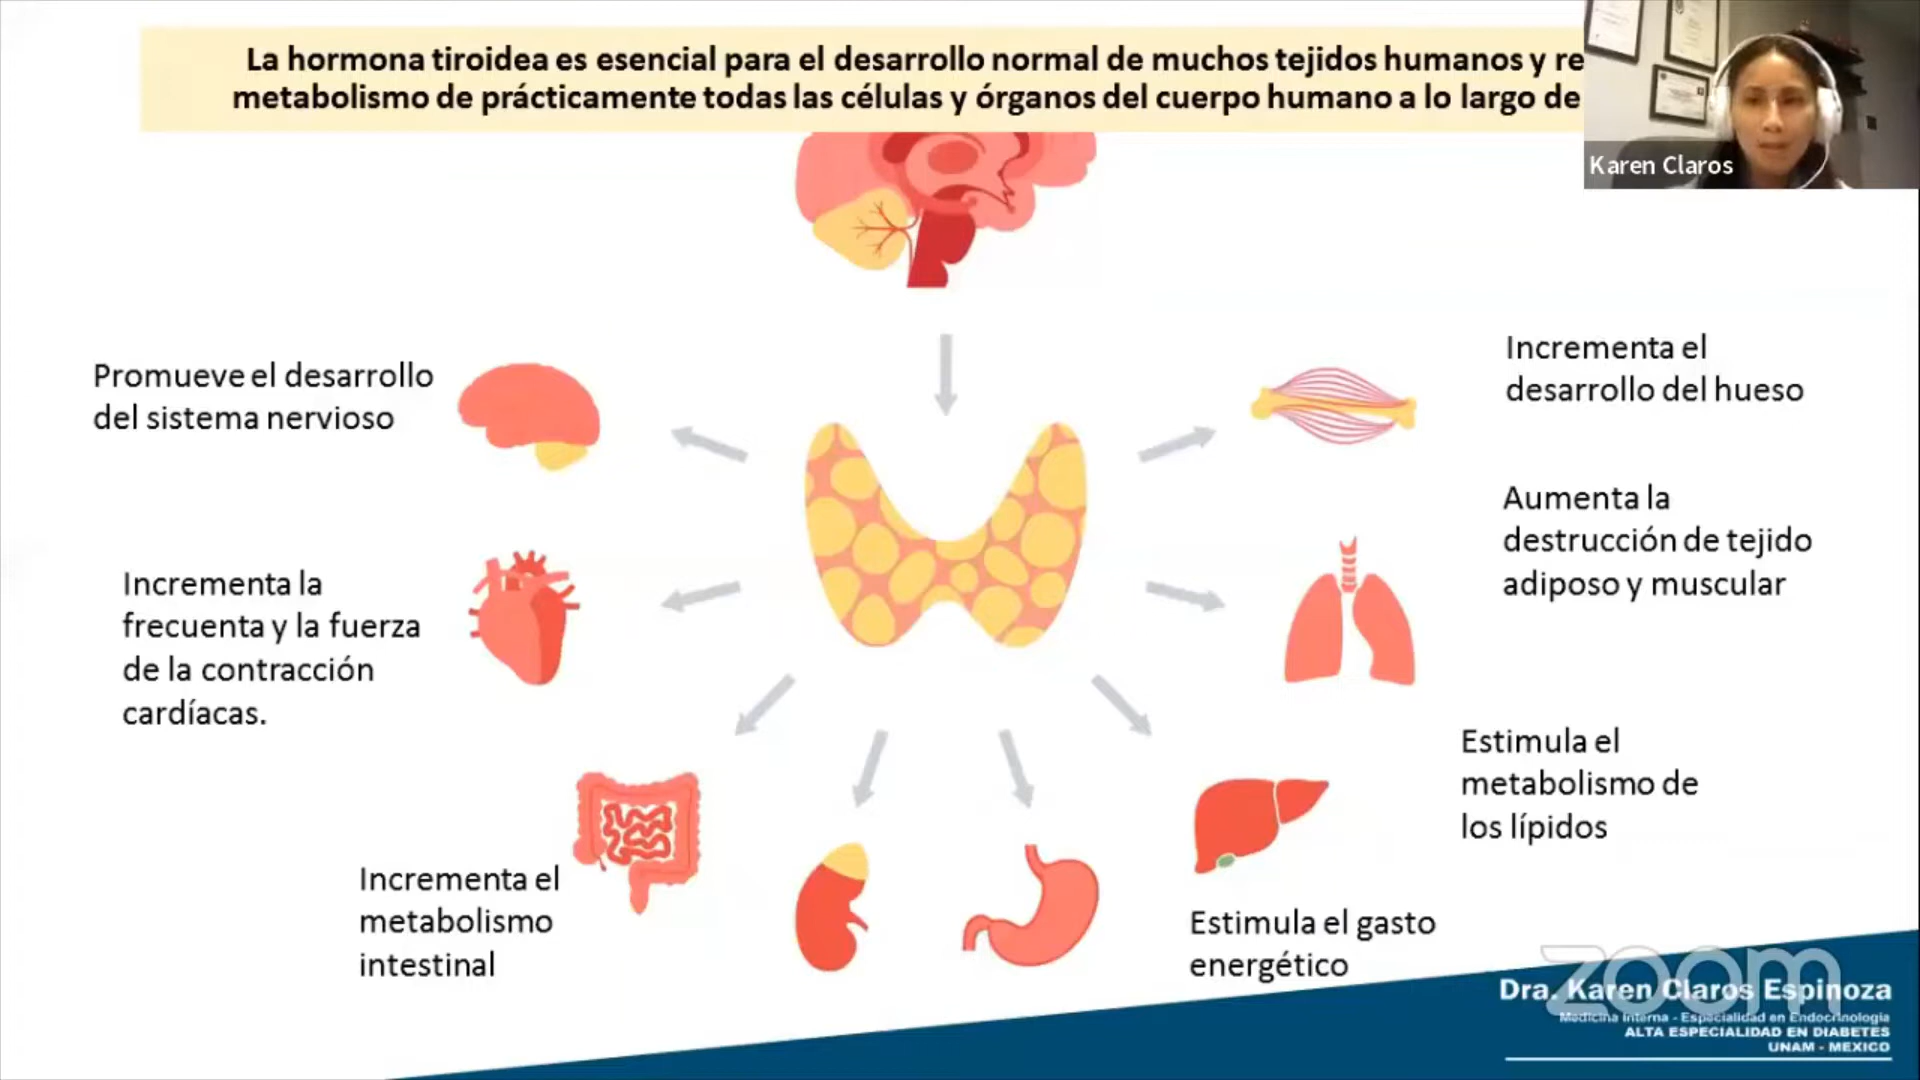 La hormona tiroidea es esencial para el desarrollo normal de muchos tejidos humanos y re
metabolismo de prácticamente todas las células y órganos del cuerpo humano a lo largo de
Karen Claros
Promueve el desarrollo
del sistema nervioso
Incrementa el
desarrollo del hueso
Aumenta la
destrucción de tejido
adiposo y muscular
Incrementa la
frecuenta y la fuerza
de la contracción
cardíacas.
Estimula el
metabolismo de
los lípidos
Incrementa el
metabolismo
intestinal
Estimula el gasto
energético
zoom
Dra. Karen Claros Espinoza
Medicina Interna - Especialidad en Endocrinología
ALTA ESPECIALIDAD EN DIABETES
UNAM - MEXICO